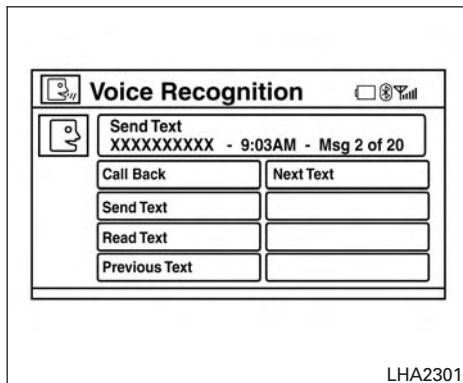 Voice Recognition
Send Text
XXXXXXXXXX - 9:03AM - Msg 2 of 20
Call Back Next Text
Send Text
Read Text
Previous Text
LHA2301